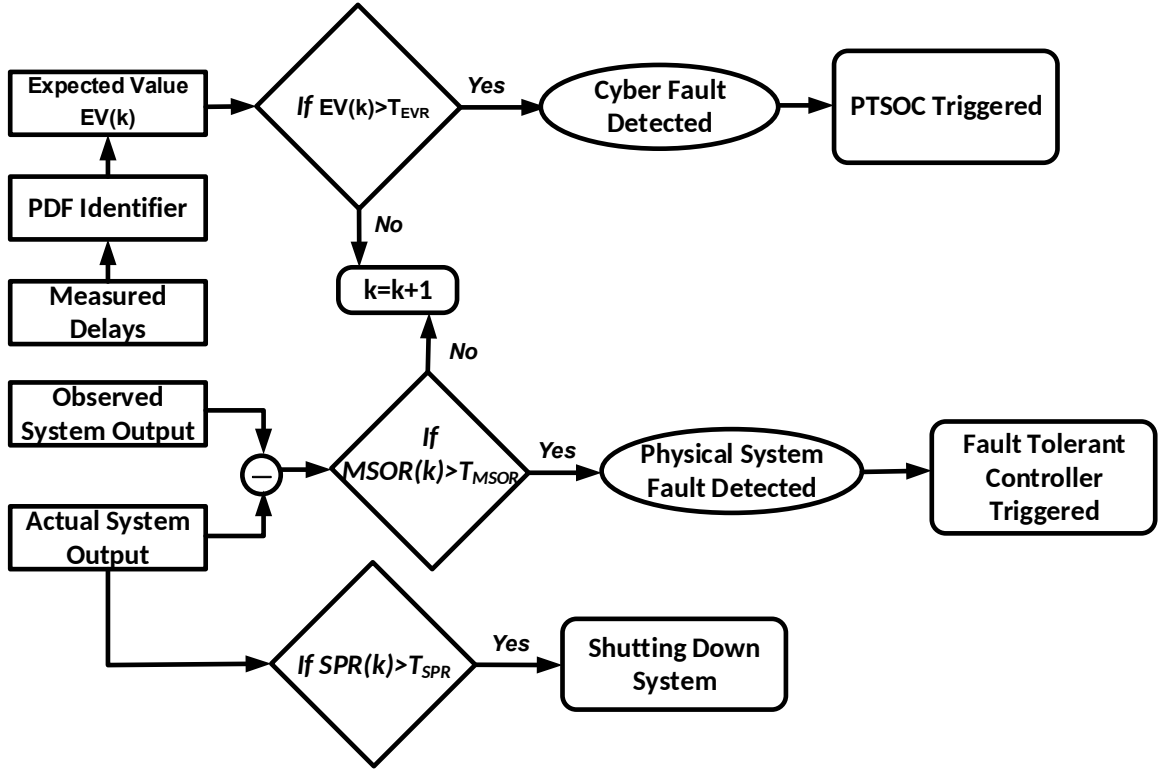 Expected Value
EV(k)
If EV(k)>TEVR
Yes
Cyber Fault
Detected
PTSOC Triggered
PDF Identifier
No
Measured
Delays
k=k+1
No
Observed
System Output
If
MSOR(k)>TMSOR
Yes
Physical System
Fault Detected
Fault Tolerant
Controller
Triggered
—
Actual System
Output
If SPR(k)>TSPR
Yes
Shutting Down
System